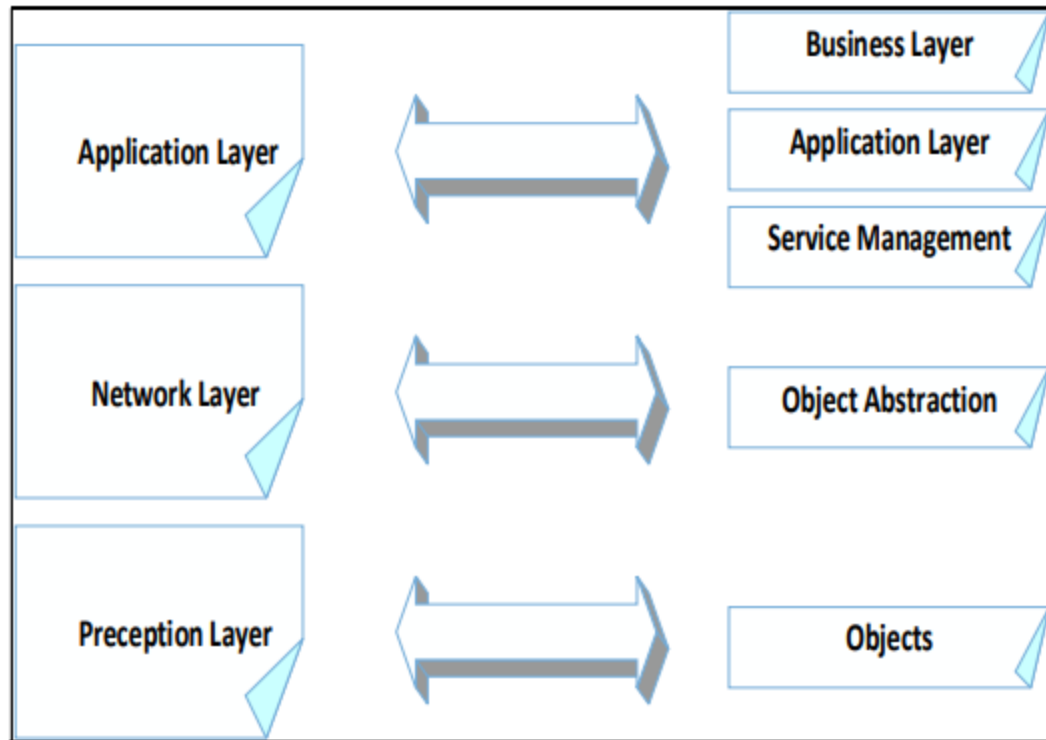 Business Layer
Application Layer
Application Layer
Service Management
Network Layer
Object Abstraction
Preception Layer
Objects